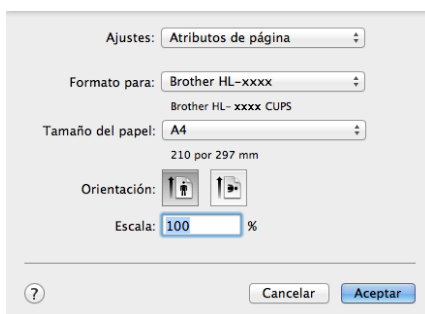 Ajustes: Atributos de página
Formato para: Brother HL-xxxx
Brother HL- xxxx CUPS
Tamaño del papel: A4
210 por 297 mm
Orientación:
Escala: 100 %
? Cancelar Aceptar